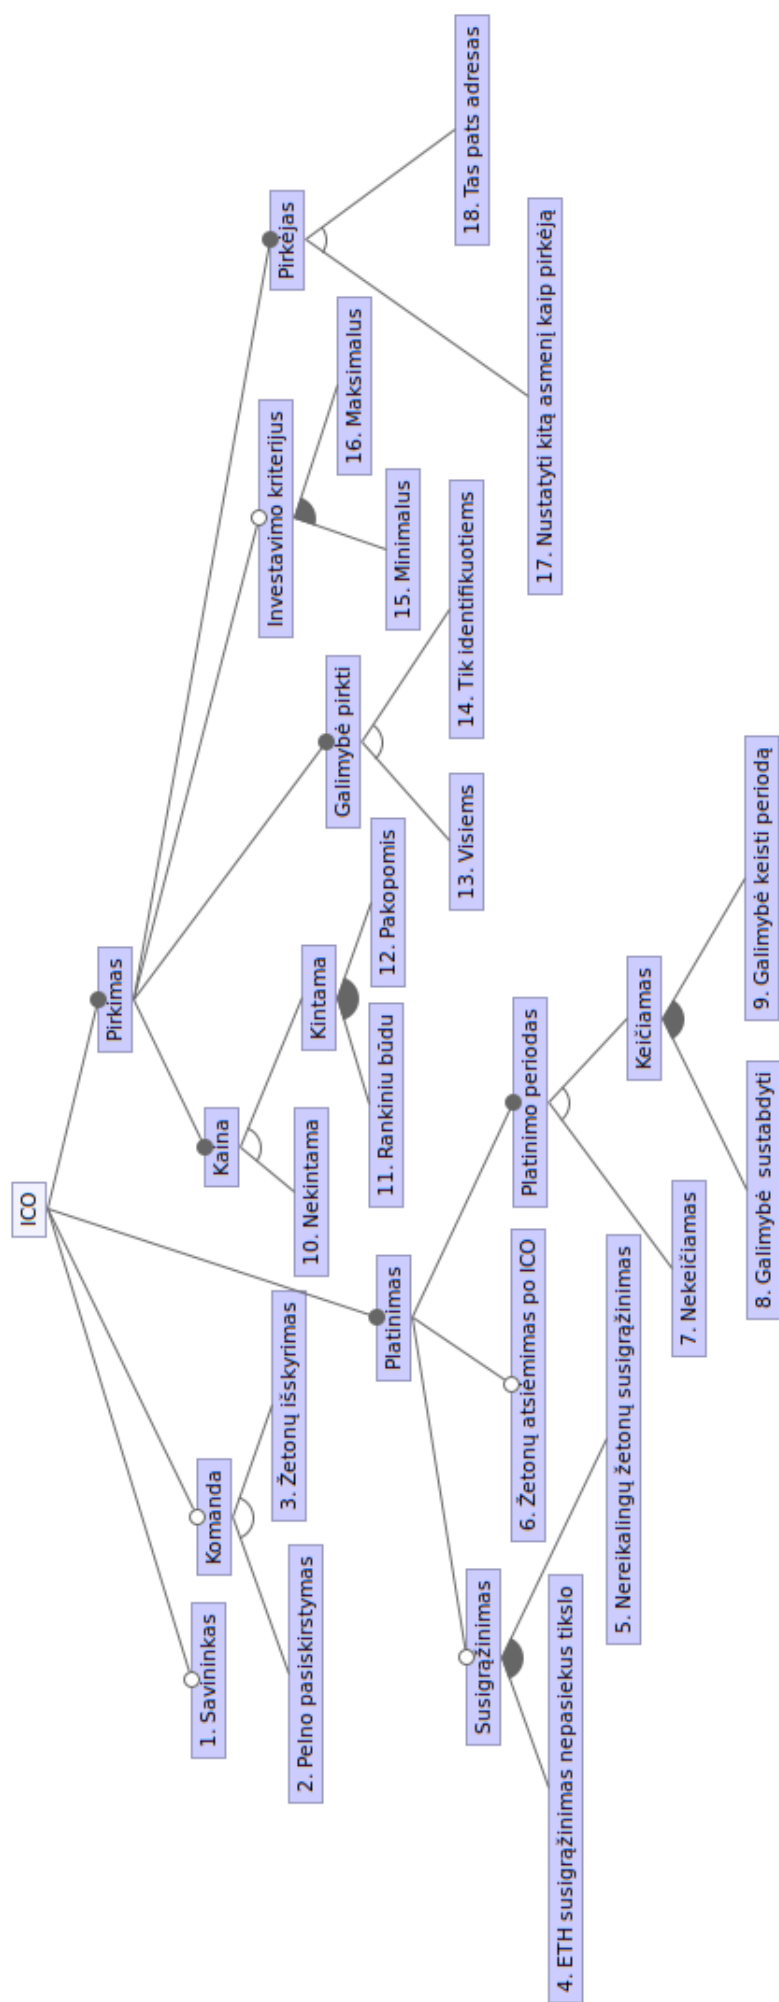 ICO
1. Savininkas
Komanda
2. Pelno pasiskirstymas
3. Žetonų išskyrimas
Platinimas
Susigrąžinimas
4. ETH susigrąžinimas nepasiekus tikslo
5. Nereikalingų žetonų susigrąžinimas
6. Žetonų atsiėmimas po ICO
Platinimo periodas
7. Nekeičiamas
Keičiamas
8. Galimybė sustabdyti
9. Galimybė keisti periodą
Pirkimas
Kaina
10. Nekintama
Kintama
11. Rankiniu būdu
12. Pakopomis
Galimybė pirkti
13. Visiems
14. Tik identifikuotiems
Investavimo kriterijus
15. Minimalus
16. Maksimalus
Pirkėjas
17. Nustatyti kitą asmenį kaip pirkėją
18. Tas pats adresas